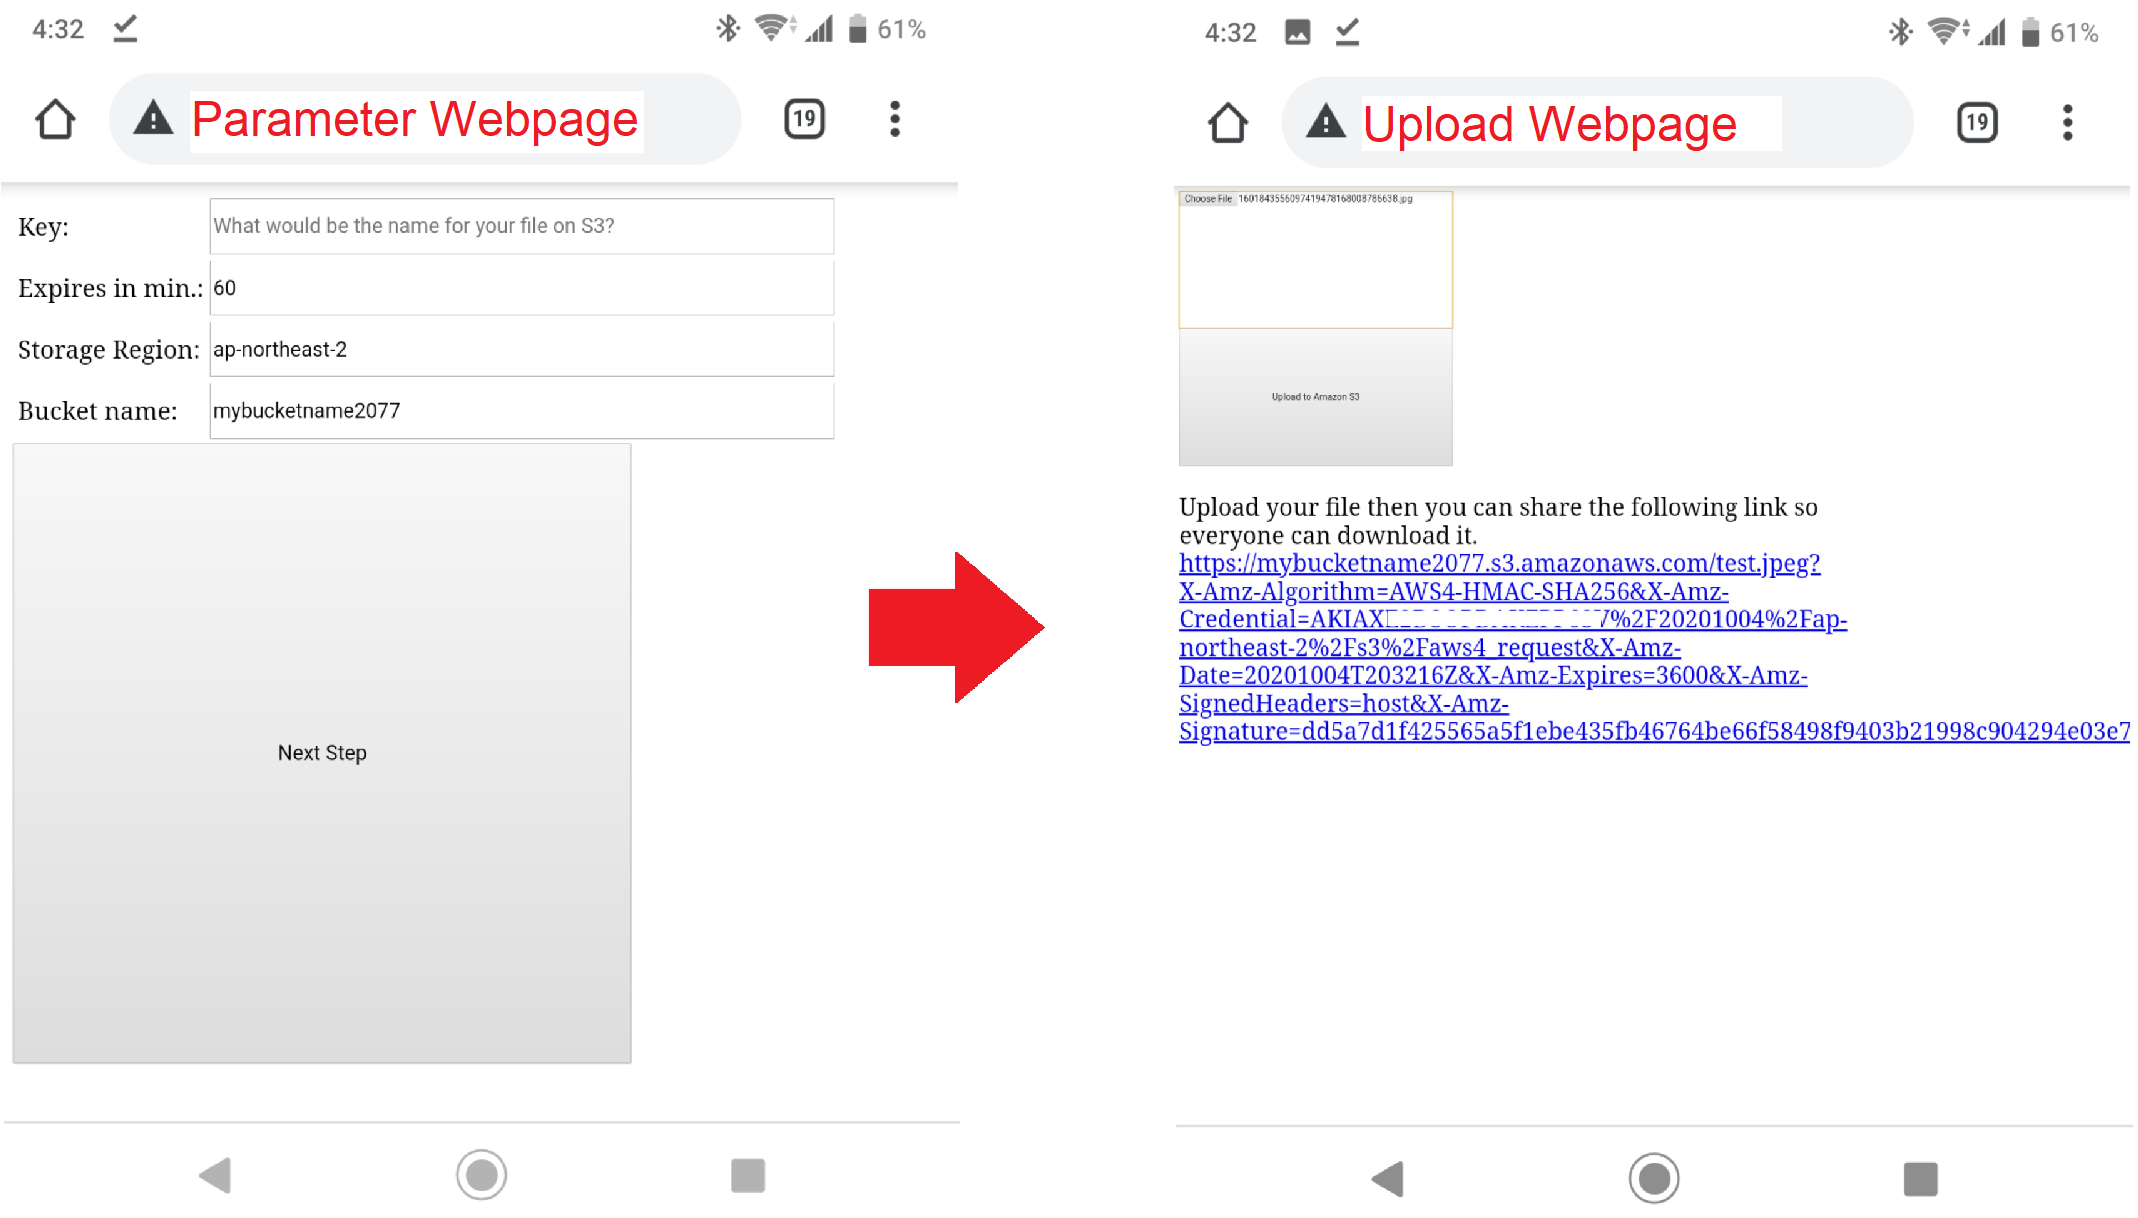 4:32
61%
Parameter Webpage
19
Key:
What would be the name for your file on S3?
Expires in min.:
60
Storage Region:
ap-northeast-2
Bucket name:
mybucketname2077
Next Step
4:32
61%
Upload Webpage
19
Choose File 1601843556097419478168008786638.jpg
Upload to Amazon S3
Upload your file then you can share the following link so
everyone can download it.
https://mybucketname2077.s3.amazonaws.com/test.jpeg?
X-Amz-Algorithm=AWS4-HMAC-SHA256&X-Amz-
Credential=AKIAX V%2F20201004%2Fap-
northeast-2%2Fs3%2Faws4_request&X-Amz-
Date=20201004T203216Z&X-Amz-Expires=3600&X-Amz-
SignedHeaders=host&X-Amz-
Signature=dd5a7d1f425565a5f1ebe435fb46764be66f58498f9403b21998c904294e03e7